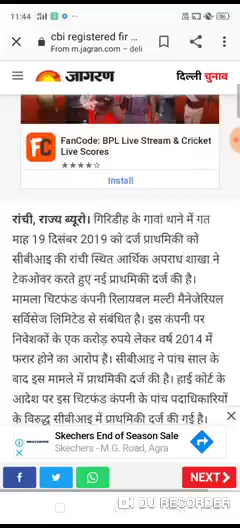 11:44
cbi registered fir ...
From m.jagran.com – deli
जागरण
दिल्ली चुनाव
FC
FanCode: BPL Live Stream & Cricket
Live Scores
Install
रांची, राज्य ब्यूरो। गिरिडीह के गावां थाने में गत
माह 19 दिसंबर 2019 को दर्ज प्राथमिकी को
सीबीआइ की रांची स्थित आर्थिक अपराध शाखा ने
टेकओवर करते हुए नई प्राथमिकी दर्ज की है।
मामला चिटफंड कंपनी रिलायबल मल्टी मैनेजेरियल
सर्विसेज लिमिटेड से संबंधित है। इस कंपनी पर
निवेशकों के एक करोड़ रुपये लेकर वर्ष 2014 में
फरार होने का आरोप है। सीबीआइ ने पांच साल के
बाद इस मामले में प्राथमिकी दर्ज की है। हाई कोर्ट के
आदेश पर इस चिटफंड कंपनी के पांच पदाधिकारियों
के विरुद्ध सीबीआइ में प्राथमिकी दर्ज की गई है।
SKECHERS
Skechers End of Season Sale
Skechers - M.G. Road, Agra
NEXT
DU RECORDER